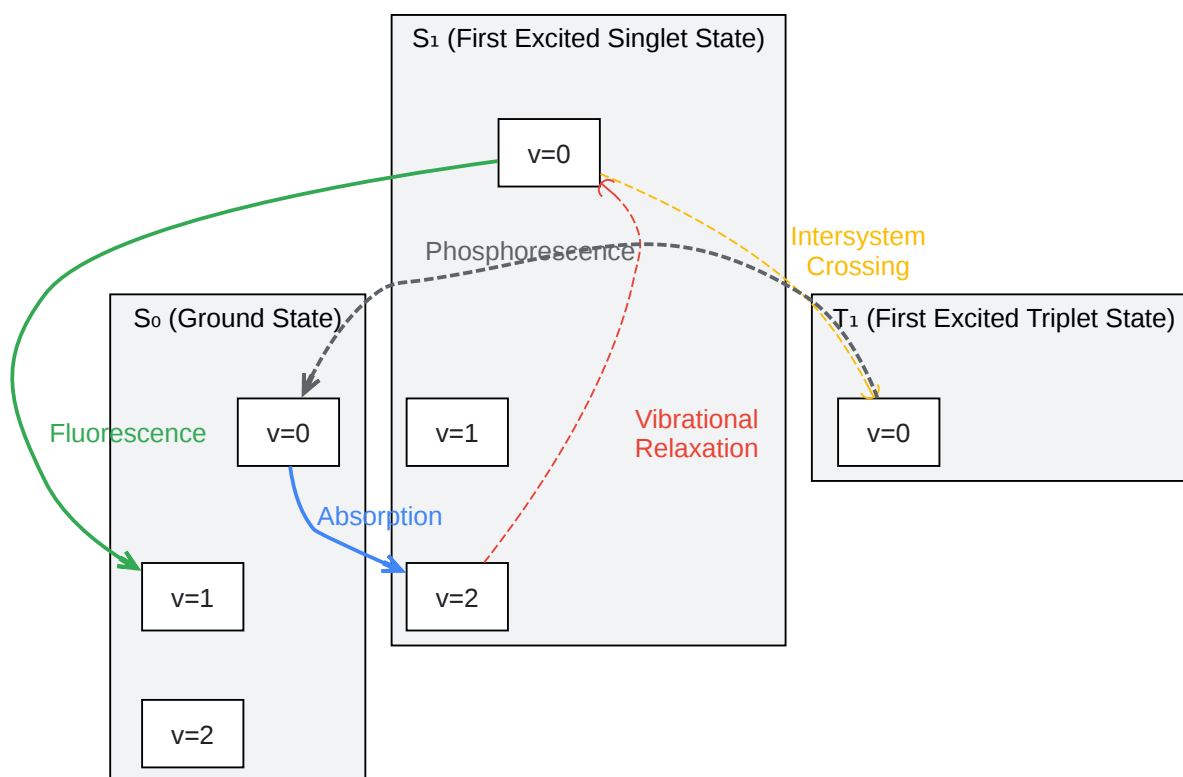 S₁ (First Excited Singlet State)
v=0
Phosphorescence
Intersystem
Crossing
S₀ (Ground State)
T₁ (First Excited Triplet State)
Fluorescence
v=0
v=1
Vibrational
Relaxation
v=0
Absorption
v=1
v=2
v=2